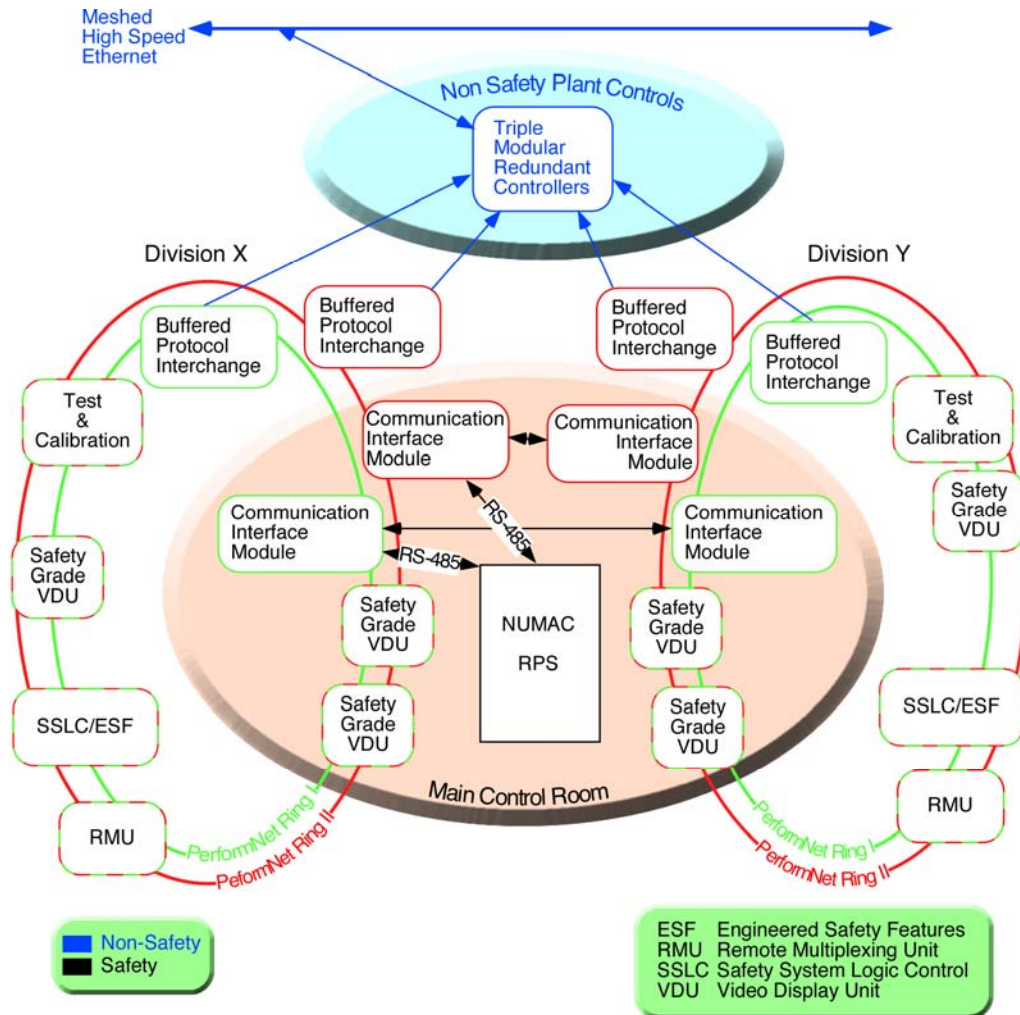 Meshed
High Speed
Ethernet
Non Safety Plant Controls
Triple
Modular
Redundant
Controllers
Division X
Division Y
Buffered
Protocol
Interchange
Buffered
Protocol
Interchange
Buffered
Protocol
Interchange
Buffered
Protocol
Interchange
Test
&
Calibration
Communication
Interface
Module
Communication
Interface
Module
Test
&
Calibration
Safety
Grade
VDU
Communication
Interface
Module
RS-485
RS-485
Communication
Interface
Module
Safety
Grade
VDU
Safety
Grade
VDU
NUMAC
RPS
Safety
Grade
VDU
SSLC/ESF
Safety
Grade
VDU
Safety
Grade
VDU
SSLC/ESF
Main Control Room
RMU
PerformNet Ring I
PeformNet Ring II
PerformNet Ring I
PerformNet Ring II
RMU
Non-Safety
Safety
ESF Engineered Safety Features
RMU Remote Multiplexing Unit
SSLC Safety System Logic Control
VDU Video Display Unit